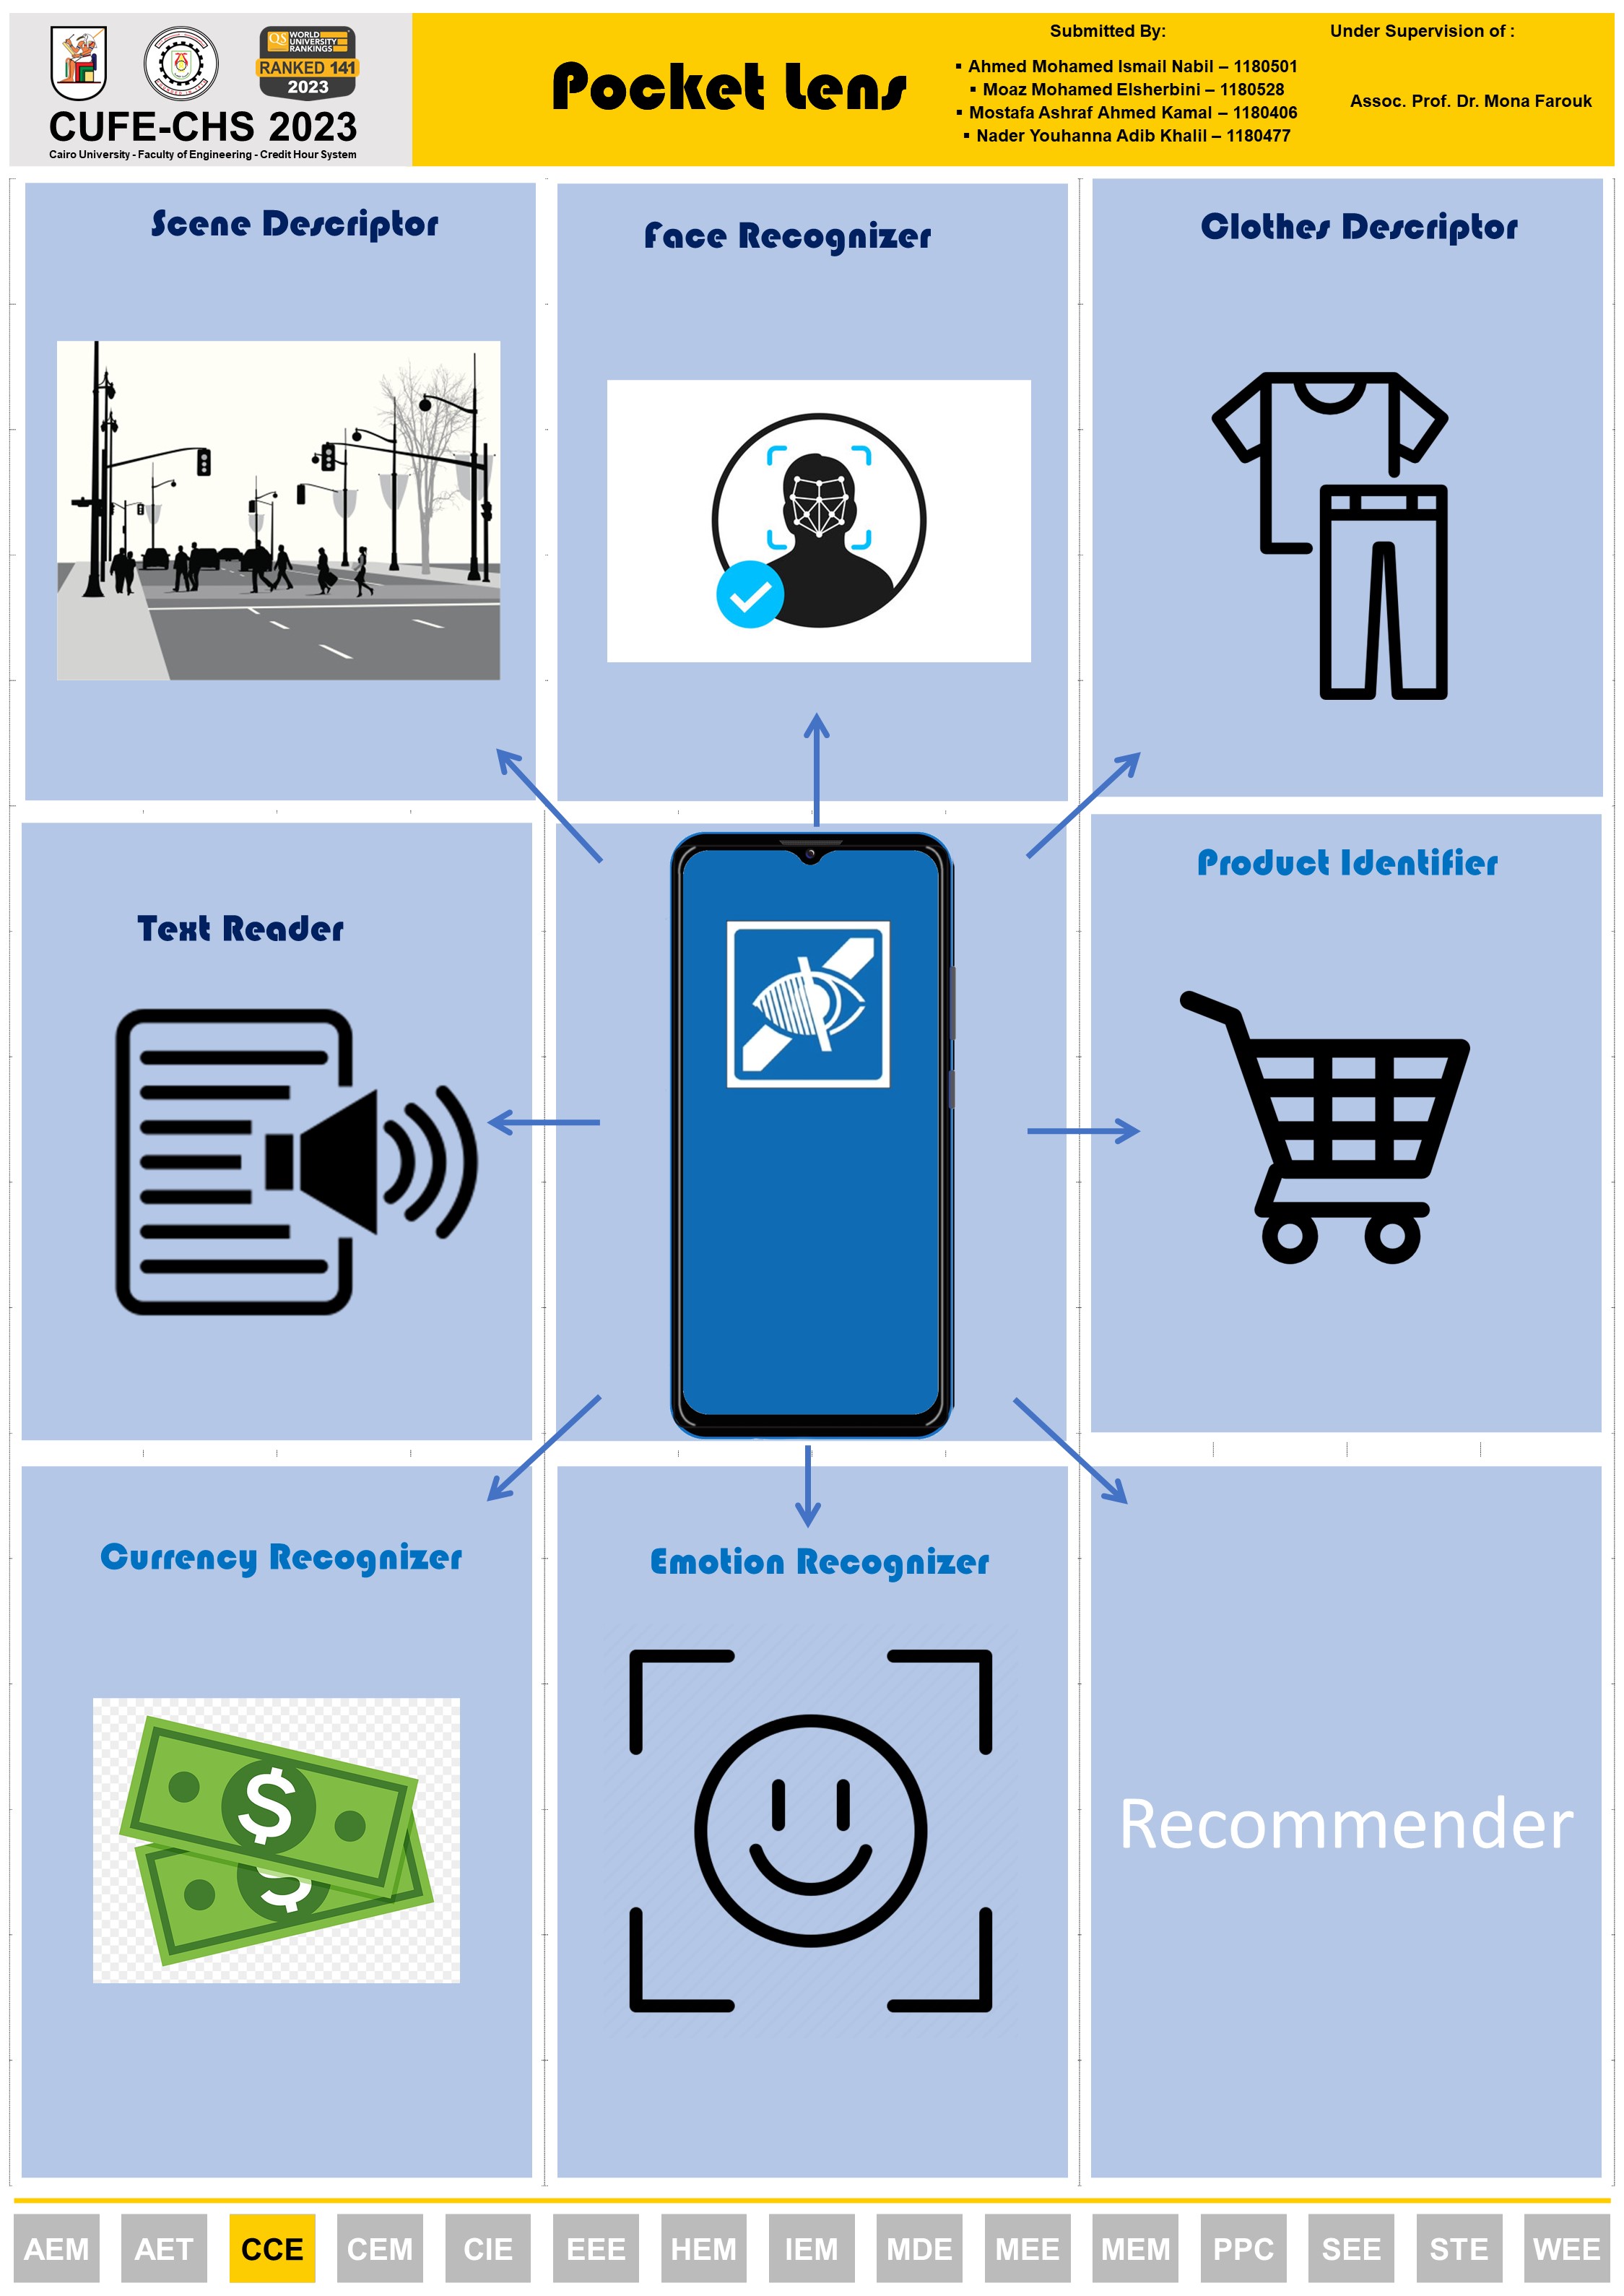 QS WORLD UNIVERSITY RANKINGS
RANKED 141
2023
CUFE-CHS 2023
Cairo University - Faculty of Engineering - Credit Hour System
Pocket Lens
Submitted By:
▪ Ahmed Mohamed Ismail Nabil – 1180501
▪ Moaz Mohamed Elsherbini – 1180528
▪ Mostafa Ashraf Ahmed Kamal – 1180406
▪ Nader Youhanna Adib Khalil – 1180477
Under Supervision of :
Assoc. Prof. Dr. Mona Farouk
Scene Descriptor
Face Recognizer
Clothes Descriptor
Text Reader
Product Identifier
Currency Recognizer
$
$
Emotion Recognizer
Recommender
AEM AET CCE CEM CIE EEE HEM IEM MDE MEE MEM PPC SEE STE WEE